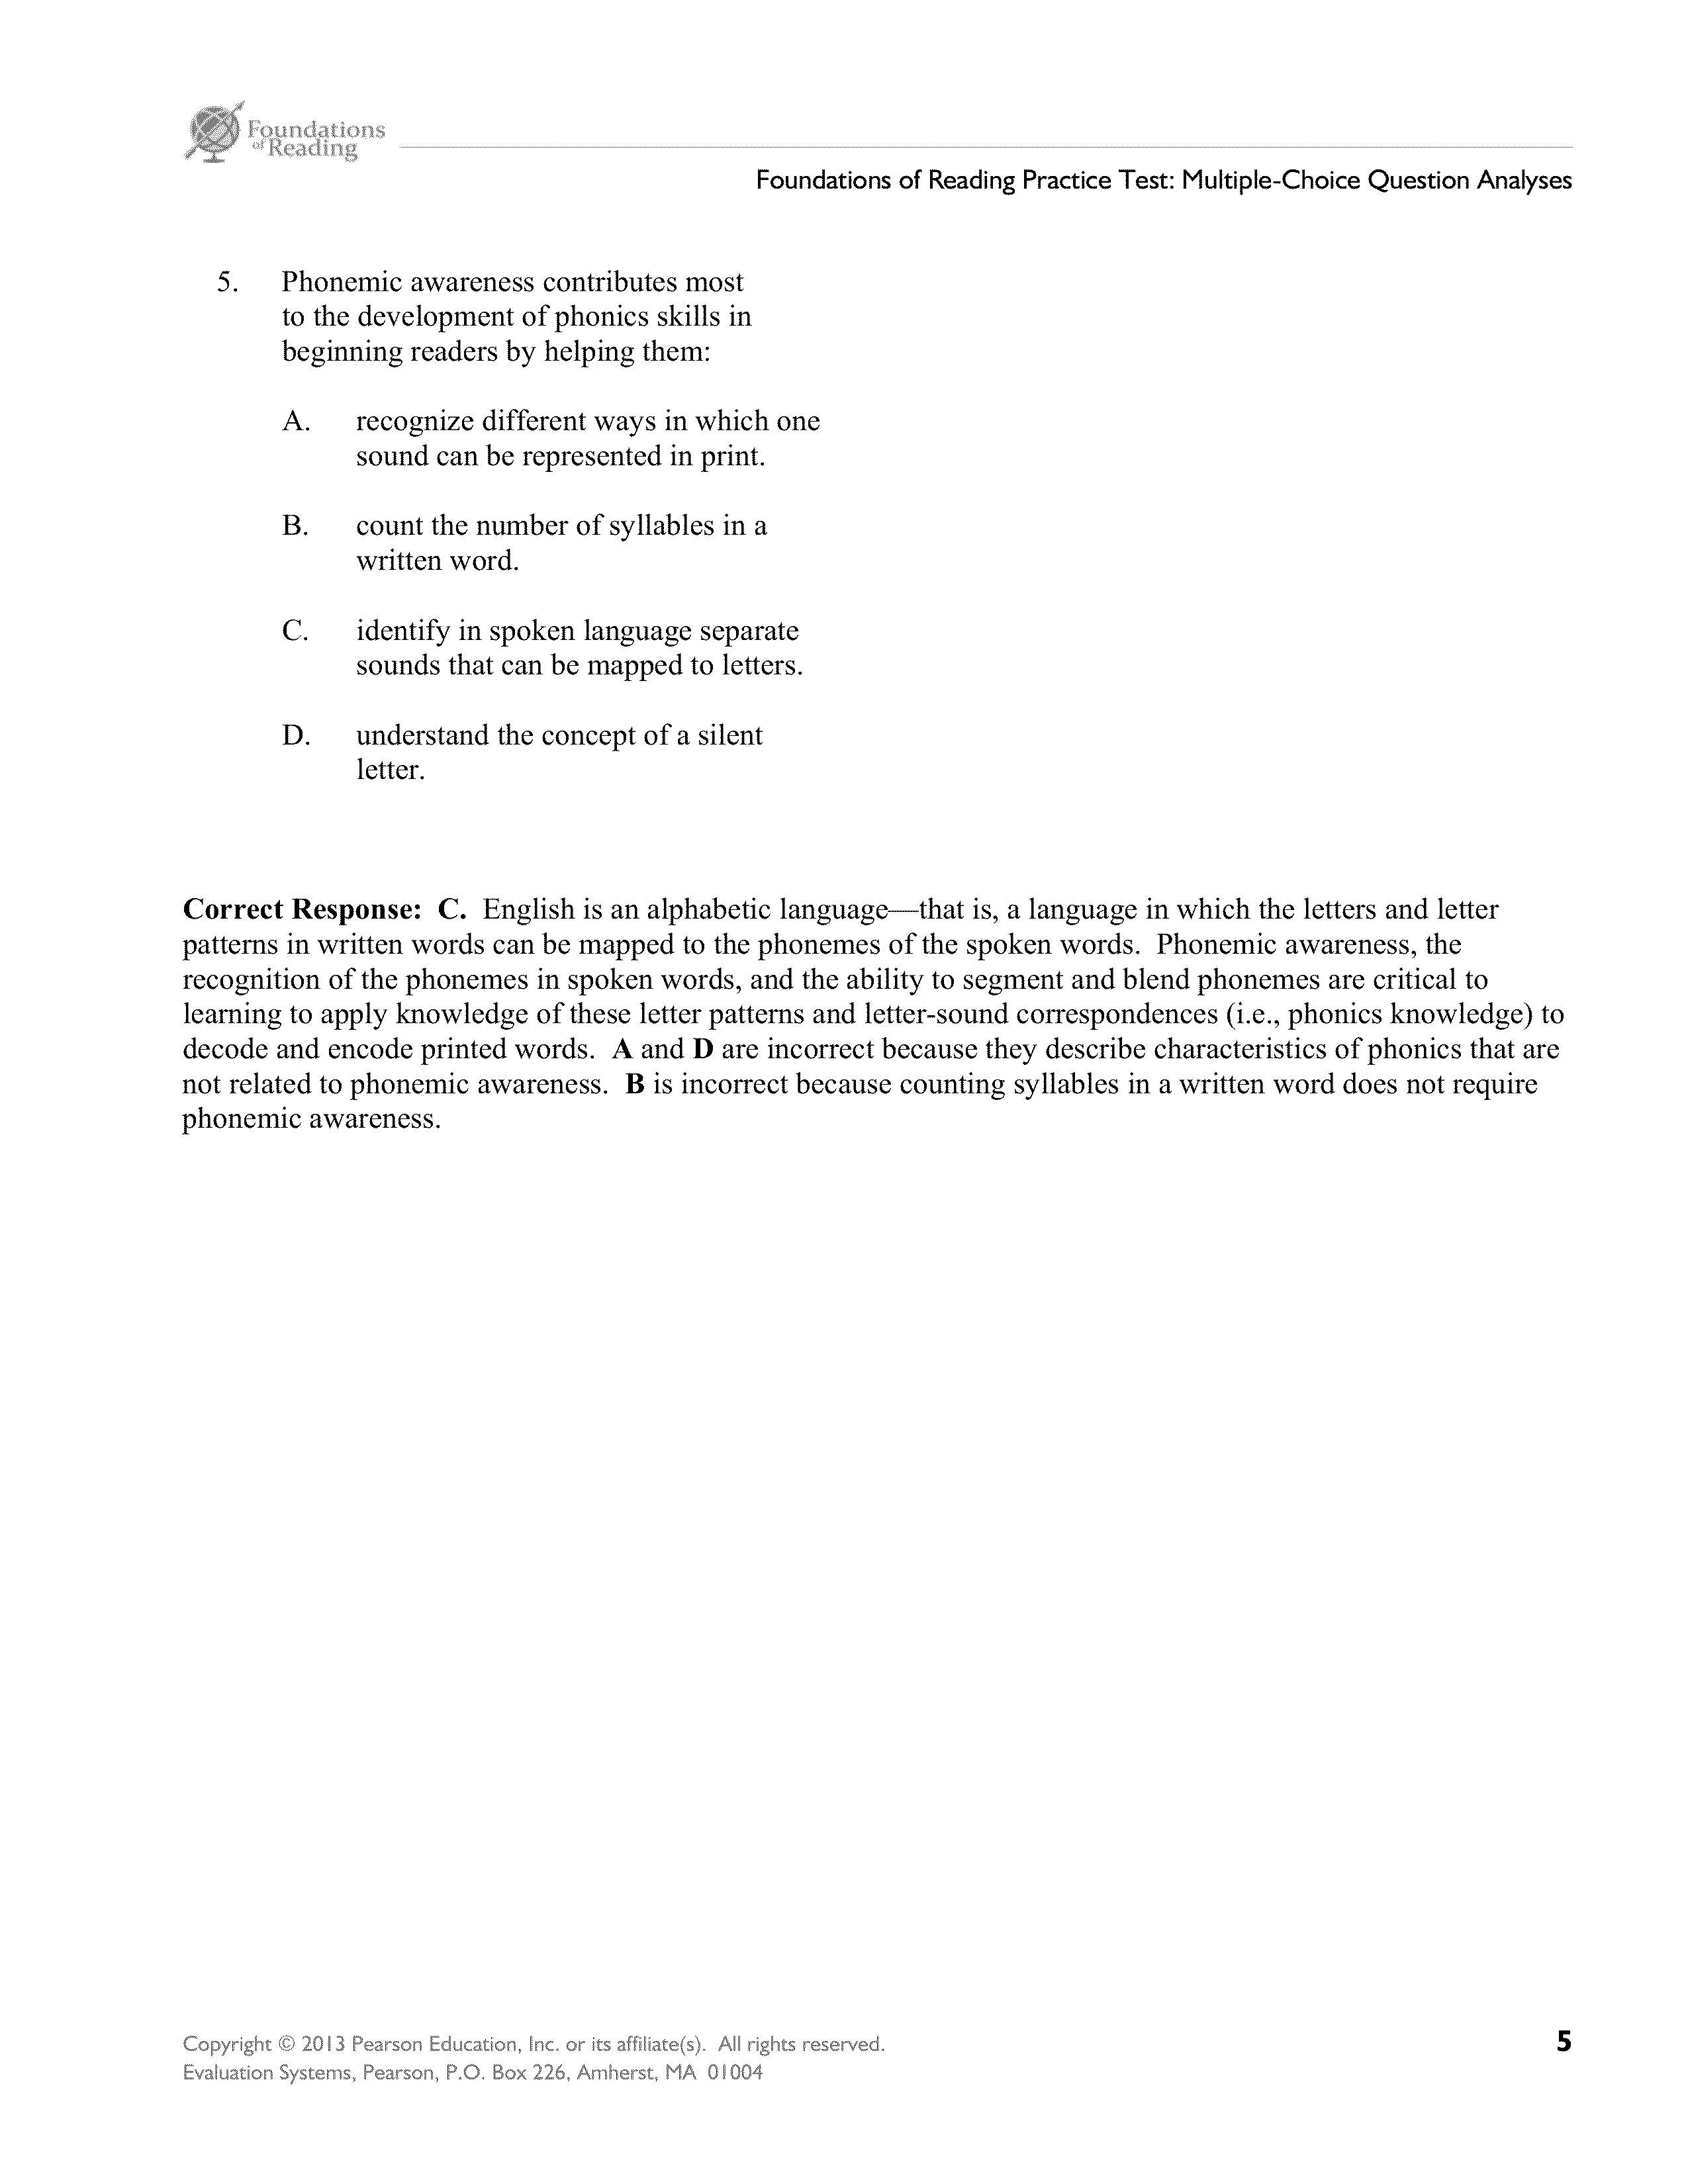 Foundations
of Reading
Foundations of Reading Practice Test: Multiple-Choice Question Analyses
5. Phonemic awareness contributes most
to the development of phonics skills in
beginning readers by helping them:
A. recognize different ways in which one
sound can be represented in print.
B. count the number of syllables in a
written word.
C. identify in spoken language separate
sounds that can be mapped to letters.
D. understand the concept of a silent
letter.
Correct Response: C. English is an alphabetic language—that is, a language in which the letters and letter
patterns in written words can be mapped to the phonemes of the spoken words. Phonemic awareness, the
recognition of the phonemes in spoken words, and the ability to segment and blend phonemes are critical to
learning to apply knowledge of these letter patterns and letter-sound correspondences (i.e., phonics knowledge) to
decode and encode printed words. A and D are incorrect because they describe characteristics of phonics that are
not related to phonemic awareness. B is incorrect because counting syllables in a written word does not require
phonemic awareness.
Copyright © 2013 Pearson Education, Inc. or its affiliate(s). All rights reserved.
Evaluation Systems, Pearson, P.O. Box 226, Amherst, MA 01004
5